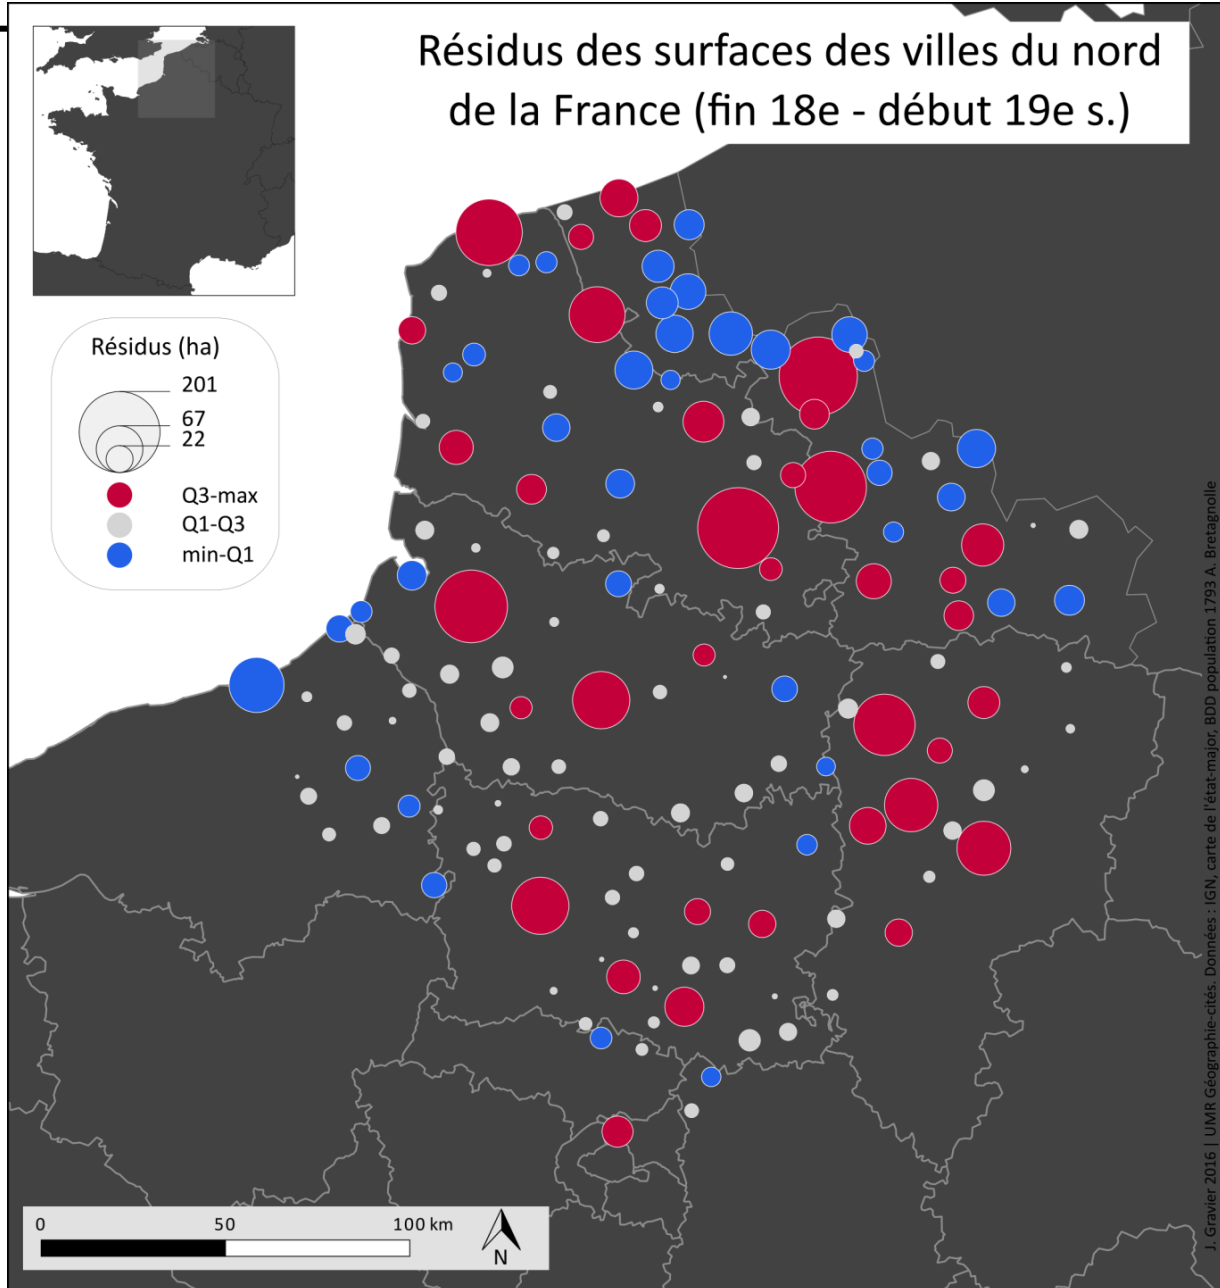 Résidus des surfaces des villes du nord
de la France (fin 18e - début 19e s.)
Résidus (ha)
201
67
22
Q3-max
Q1-Q3
min-Q1
0 50 100 km
N
J. Gravier 2016 | UMR Géographie-cités. Données : IGN, carte de l'état-major, BDD population 1793 A. Bretagnolle